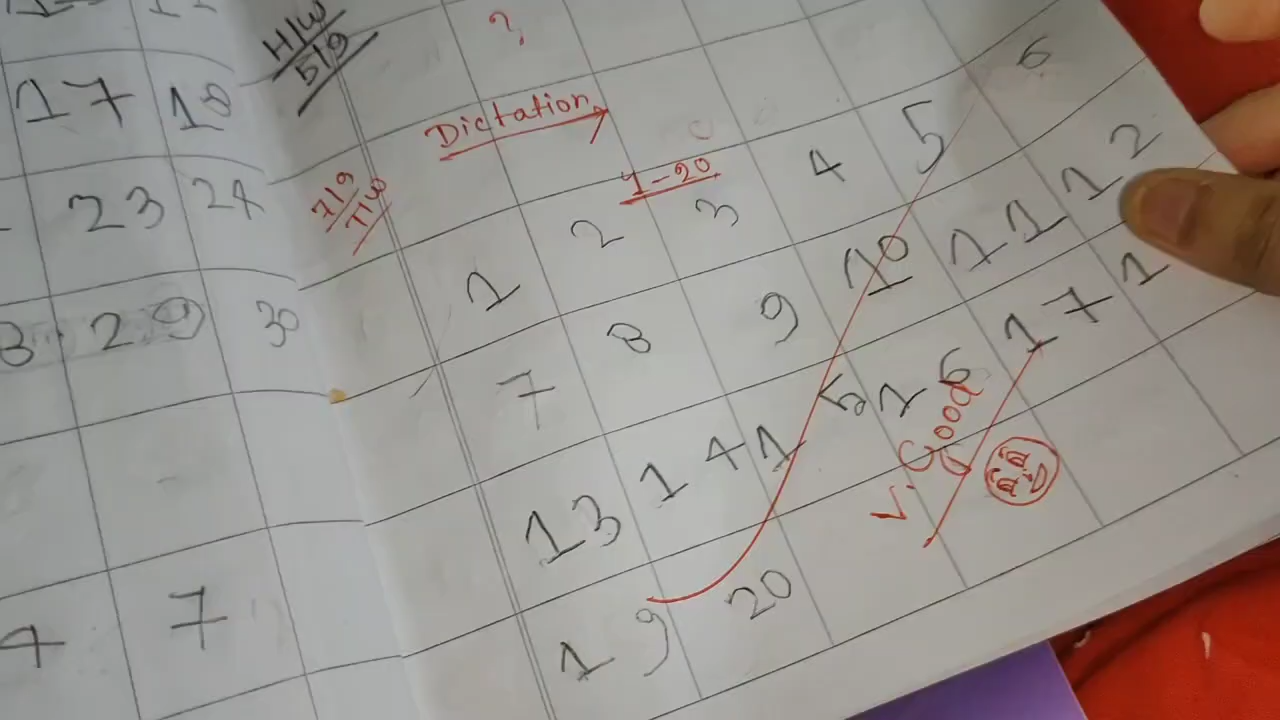 17 18
23 24
3 29 30
4 7
H/W
5/9
?
Dictation
7/9
T/W
1-20
1 2 3 4 5 6
7 8 9 10 11 12
13 14 15 16 17 1
19 20
V. Good